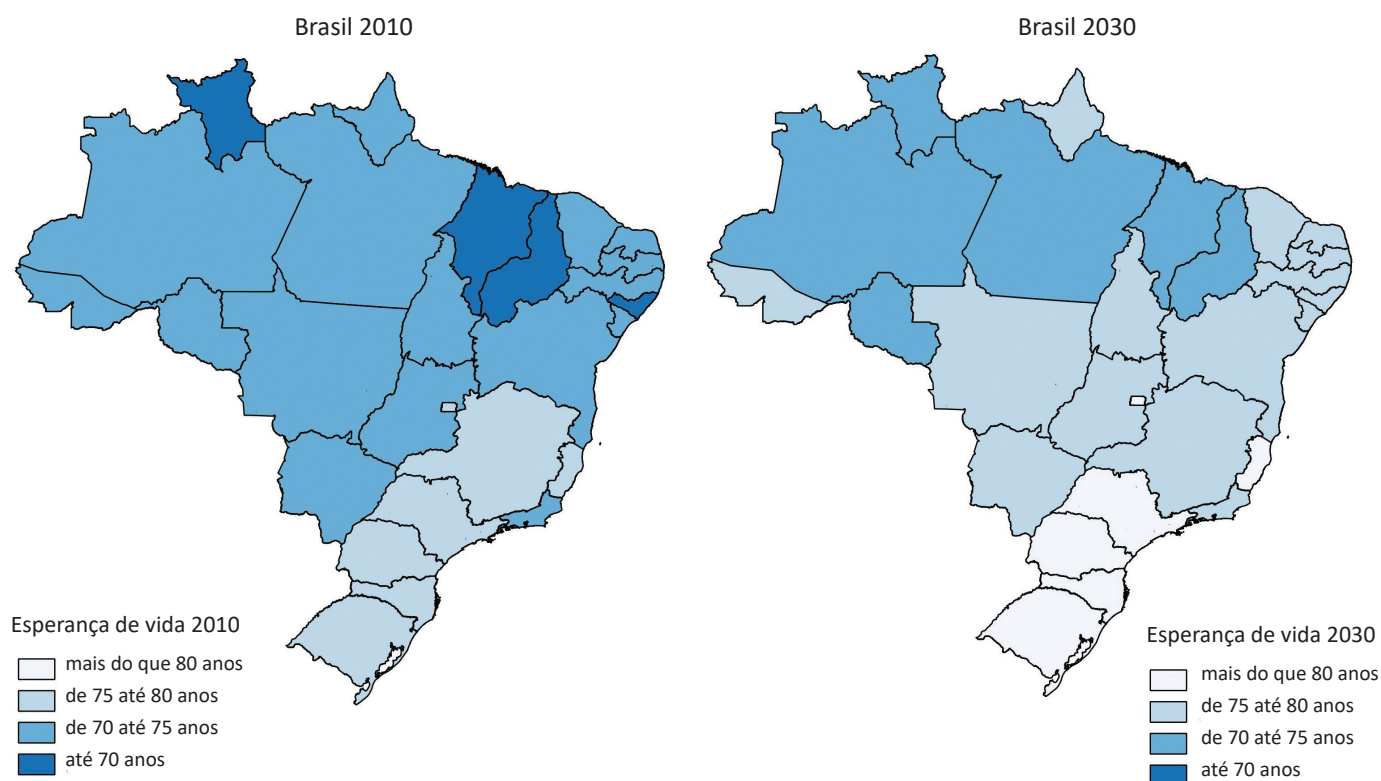 Brasil 2010
Esperança de vida 2010
mais do que 80 anos
de 75 até 80 anos
de 70 até 75 anos
até 70 anos
Brasil 2030
Esperança de vida 2030
mais do que 80 anos
de 75 até 80 anos
de 70 até 75 anos
até 70 anos